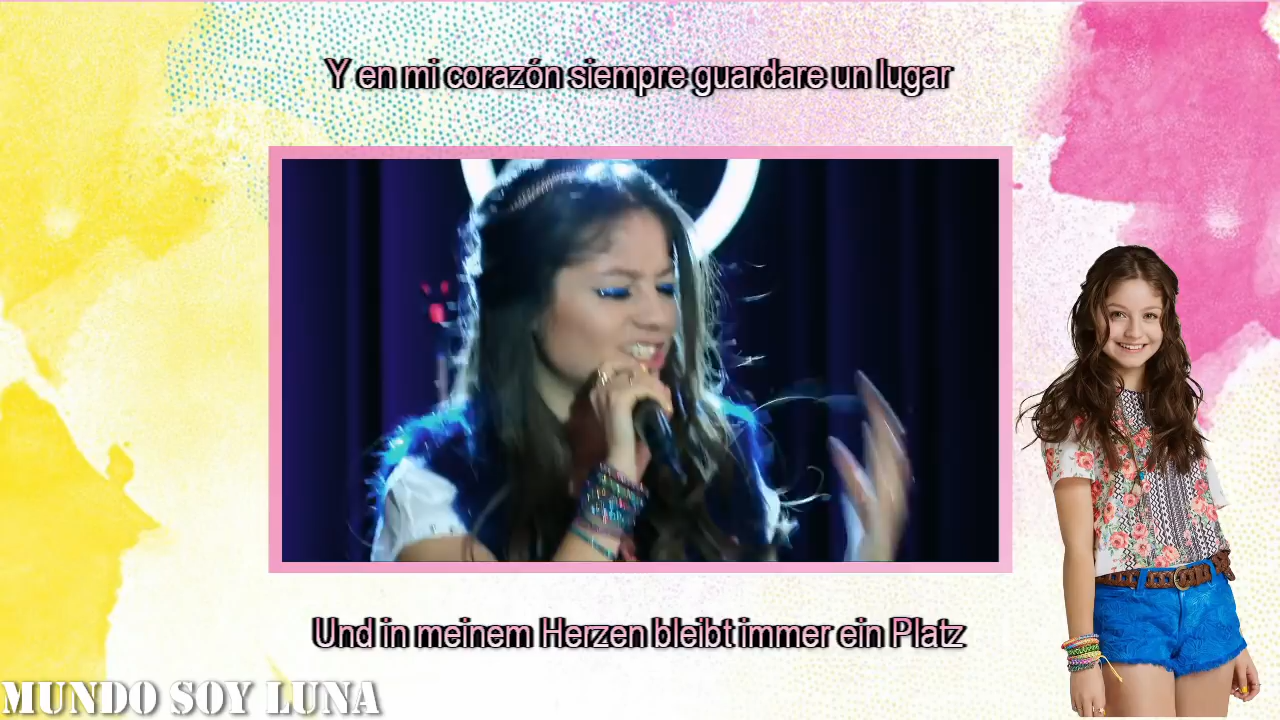 Y en mi corazón siempre guardare un lugar
Und in meinem Herzen bleibt immer ein Platz
MUNDO SOY LUNA